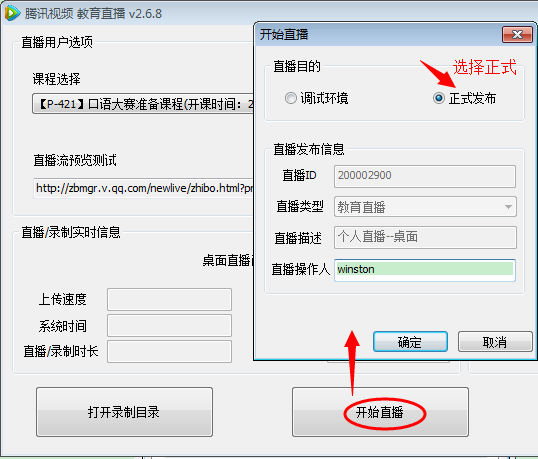 腾讯视频 教育直播 v2.6.8
直播用户选项
课程选择
【P-421】口语大赛准备课程(开课时间：2
直播流预览测试
http://zbmgr.v.qq.com/newlive/zhibo.html?pr
直播/录制实时信息
桌面直播
上传速度
系统时间
直播/录制时长
打开录制目录
开始直播
开始直播
直播目的
选择正式
调试环境
正式发布
直播发布信息
直播ID
200002900
直播类型
教育直播
直播描述
个人直播--桌面
直播操作人
winston
确定
取消